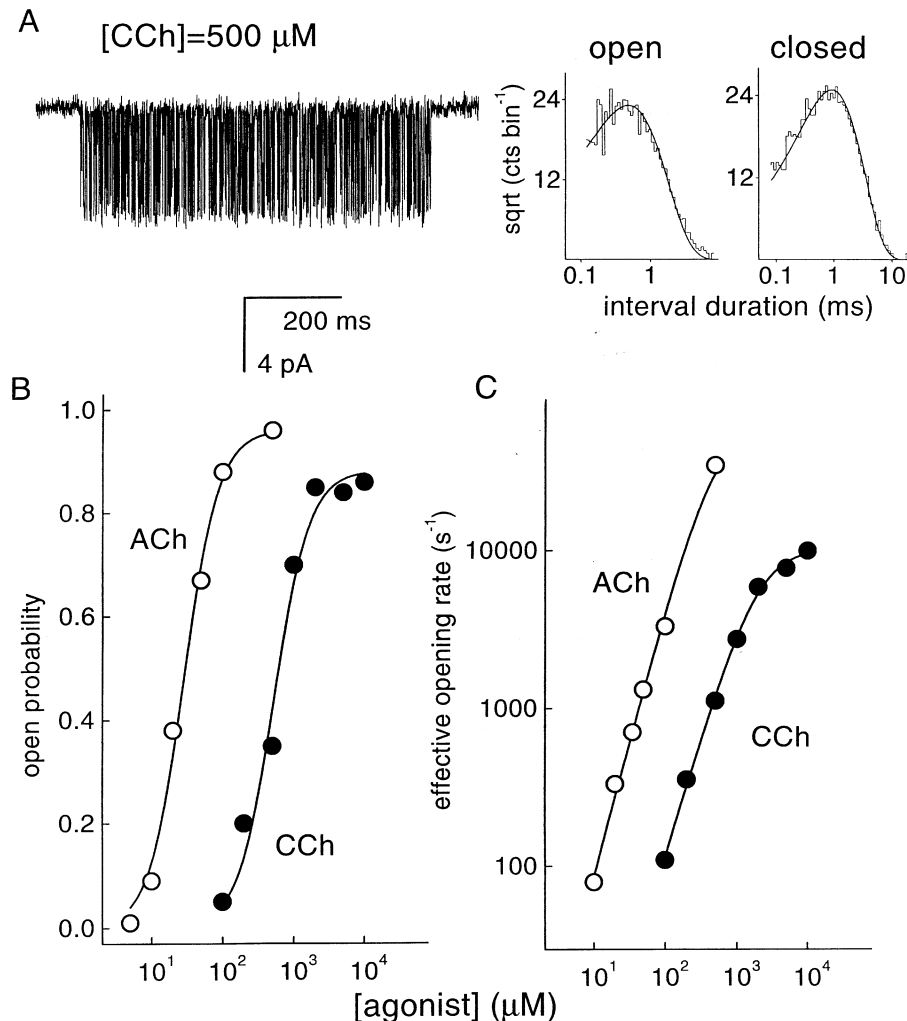 A
[CCh]=500 μM
open
closed
sqrt (cts bin⁻¹)
24
12
24
12
0.1
1
0.1
1
10
interval duration (ms)
200 ms
4 pA
B
C
open probability
1.0
0.8
0.6
0.4
0.2
0.0
ACh
CCh
10¹
10²
10³
10⁴
effective opening rate (s⁻¹)
10000
1000
100
ACh
CCh
10¹
10²
10³
10⁴
[agonist] (μM)